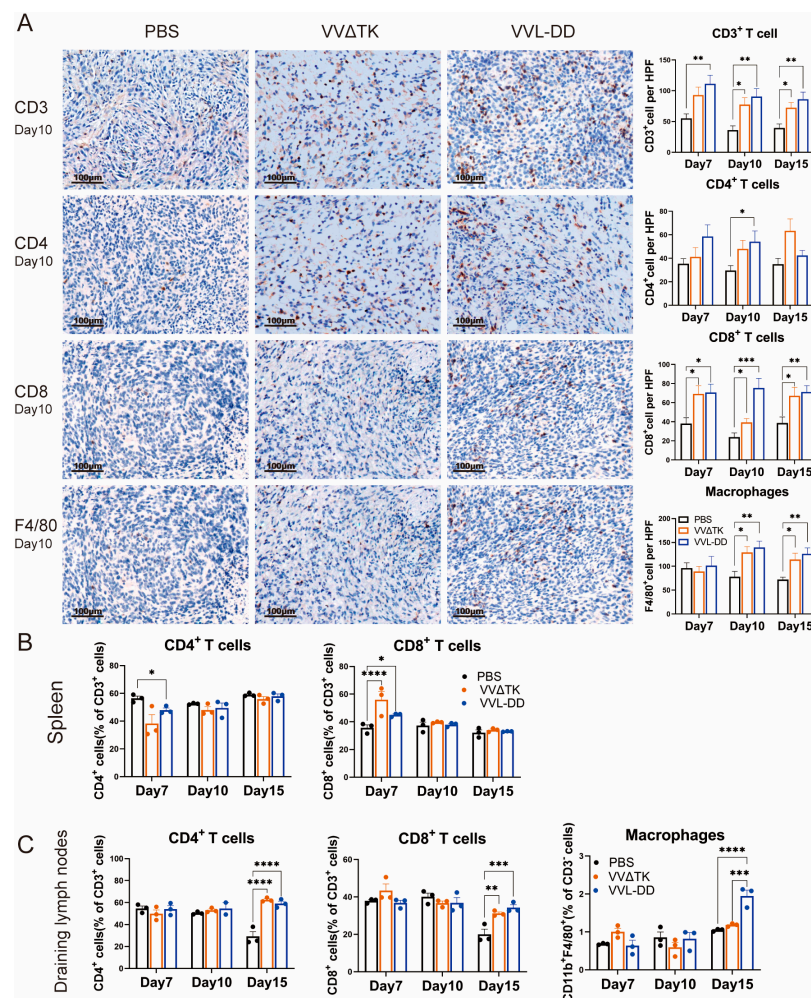 A
PBS
VVΔTK
VVL-DD
CD3
Day10
100μm
100μm
100μm
CD4
Day10
100μm
100μm
100μm
CD8
Day10
100μm
100μm
100μm
F4/80
Day10
100μm
100μm
100μm
CD3⁺ T cell
CD3⁺cell per HPF
150
100
50
0
**
*
**
*
**
Day7 Day10 Day15
CD4⁺ T cells
CD4⁺cell per HPF
80
60
40
20
0
*
Day7 Day10 Day15
CD8⁺ T cells
CD8⁺cell per HPF
100
80
60
40
20
0
*
*
***
*
**
*
Day7 Day10 Day15
Macrophages
F4/80⁺cell per HPF
200
150
100
50
0
PBS
VVΔTK
VVL-DD
**
*
**
*
Day7 Day10 Day15
B
Spleen
CD4⁺ T cells
CD4⁺ cells(% of CD3⁺ cells)
80
60
40
20
0
*
Day7 Day10 Day15
CD8⁺ T cells
CD8⁺ cells(% of CD3⁺ cells)
80
60
40
20
0
*
****
PBS
VVΔTK
VVL-DD
Day7 Day10 Day15
C
Draining lymph nodes
CD4⁺ T cells
CD4⁺ cells(% of CD3⁺ cells)
100
80
60
40
20
0
****
****
Day7 Day10 Day15
CD8⁺ T cells
CD8⁺ cells(% of CD3⁺ cells)
60
40
20
0
***
**
Day7 Day10 Day15
Macrophages
CD11b⁺F4/80⁺(% of CD3⁻ cells)
3
2
1
0
PBS
VVΔTK
VVL-DD
****
***
Day7 Day10 Day15